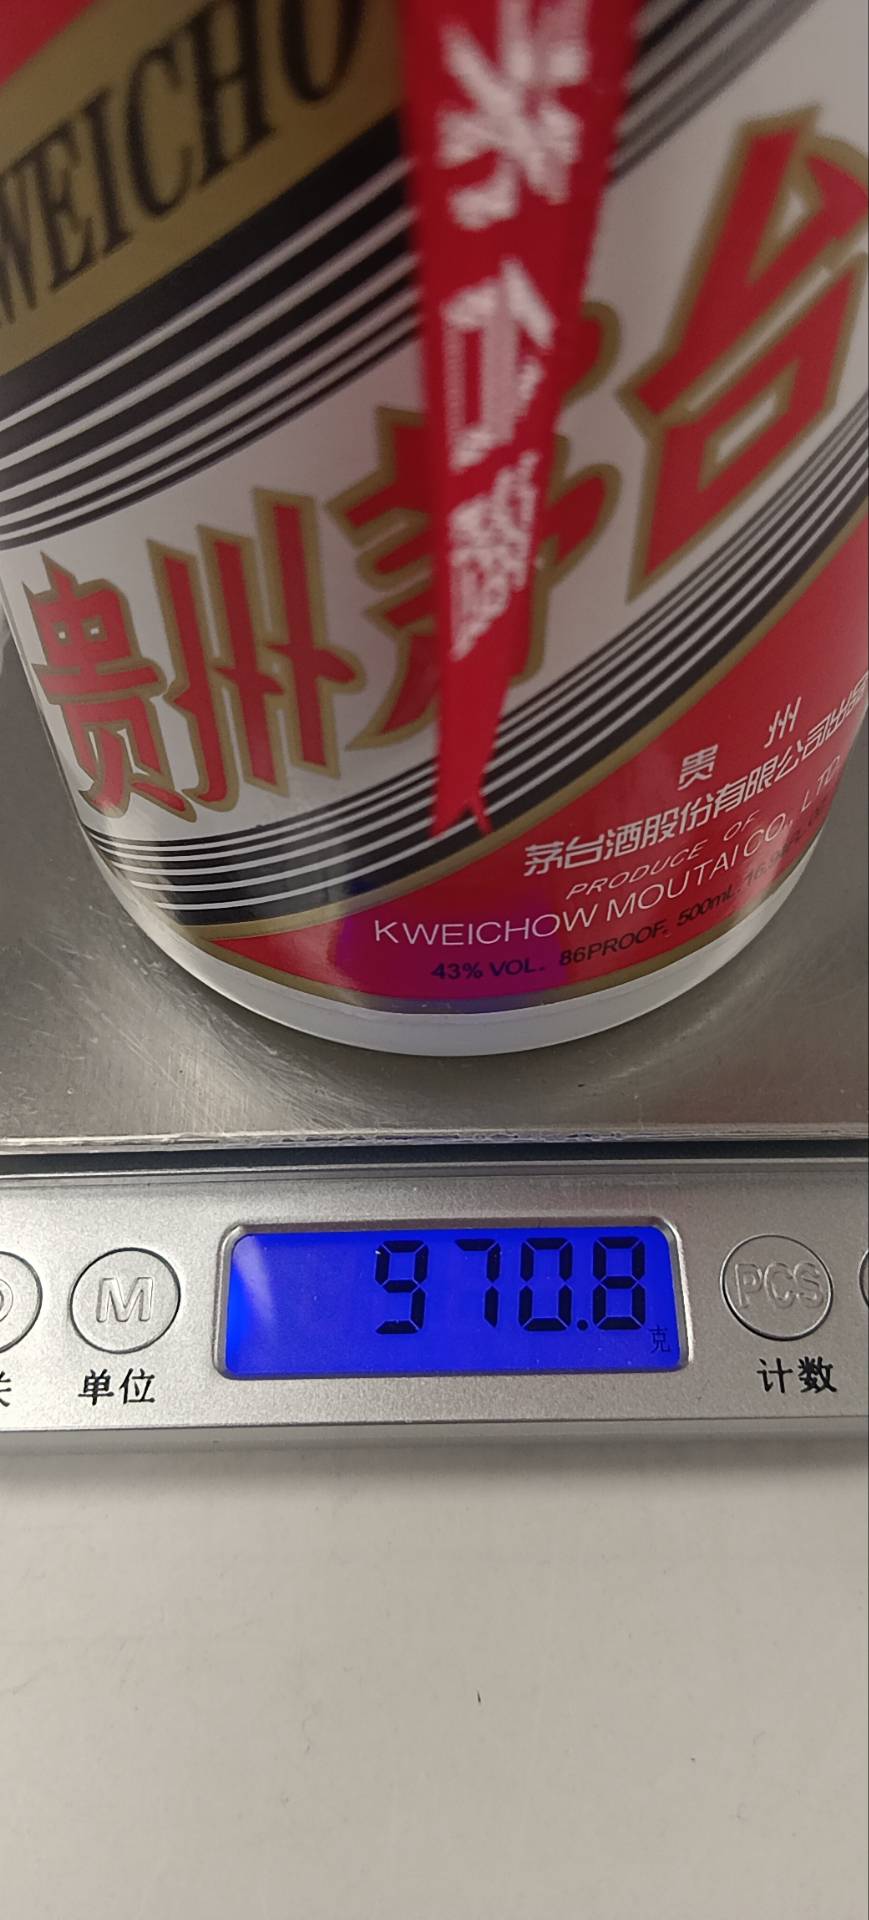 WEICHO
贵州茅台
贵 州
茅台酒股份有限公司出品
PRODUCE OF
KWEICHOW MOUTAI CO., LTD.
43% VOL. 86PROOF. 500mL.
970.8
克
M
PCS
单位
计数